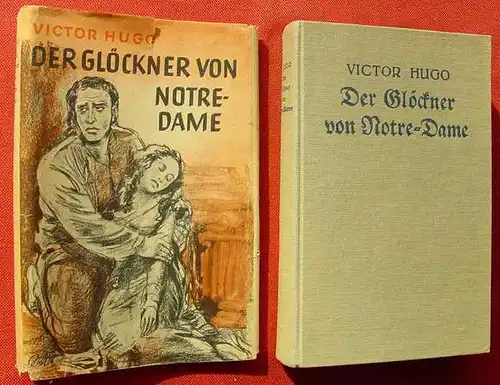 VICTOR HUGO
DER GLÖCKNER VON
NOTRE-
DAME
VICTOR HUGO
Der Glöckner
von Notre=Dame